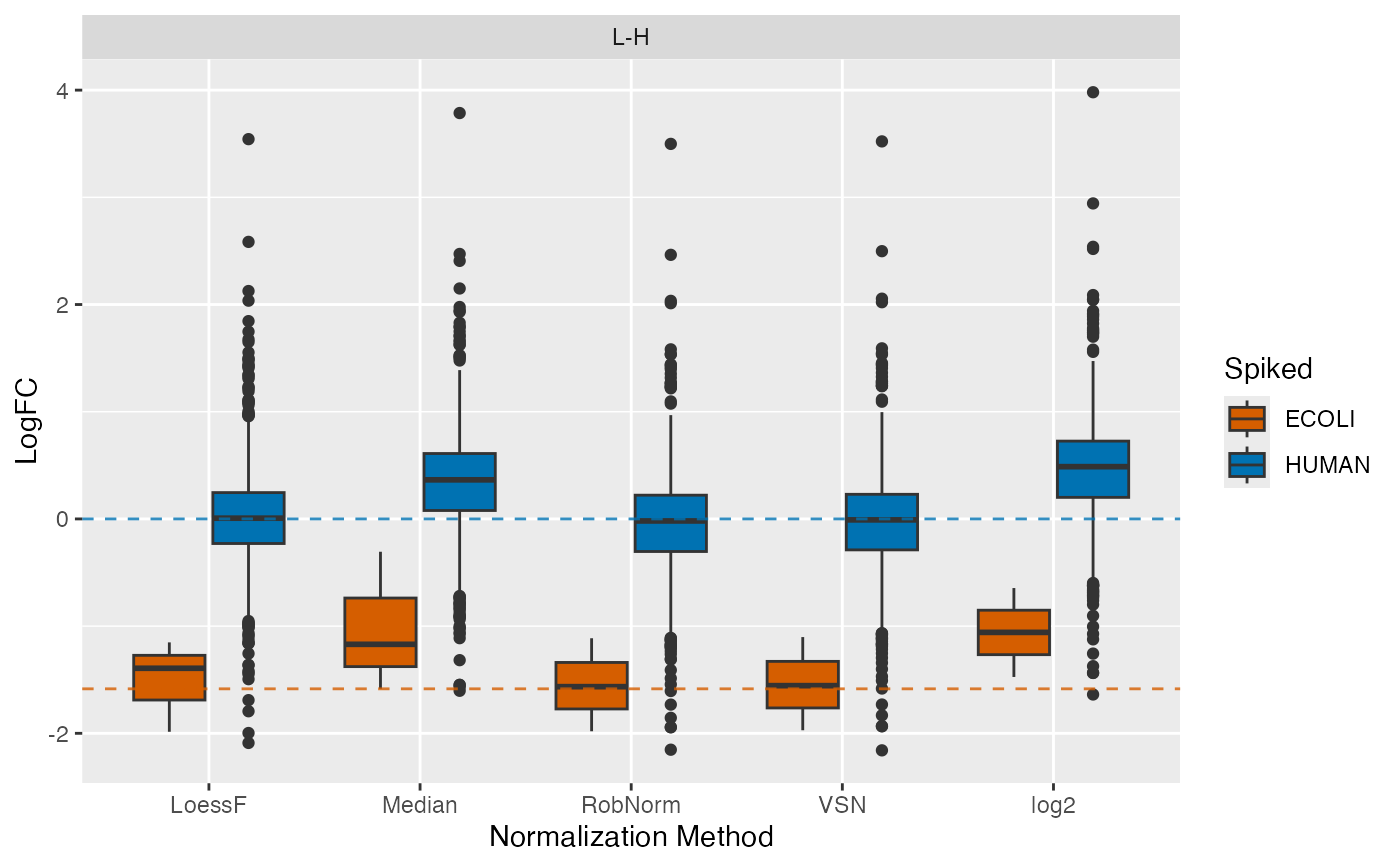 L-H
4
2
0
-2
LogFC
LoessF Median RobNorm VSN log2
Normalization Method
Spiked
ECOLI
HUMAN